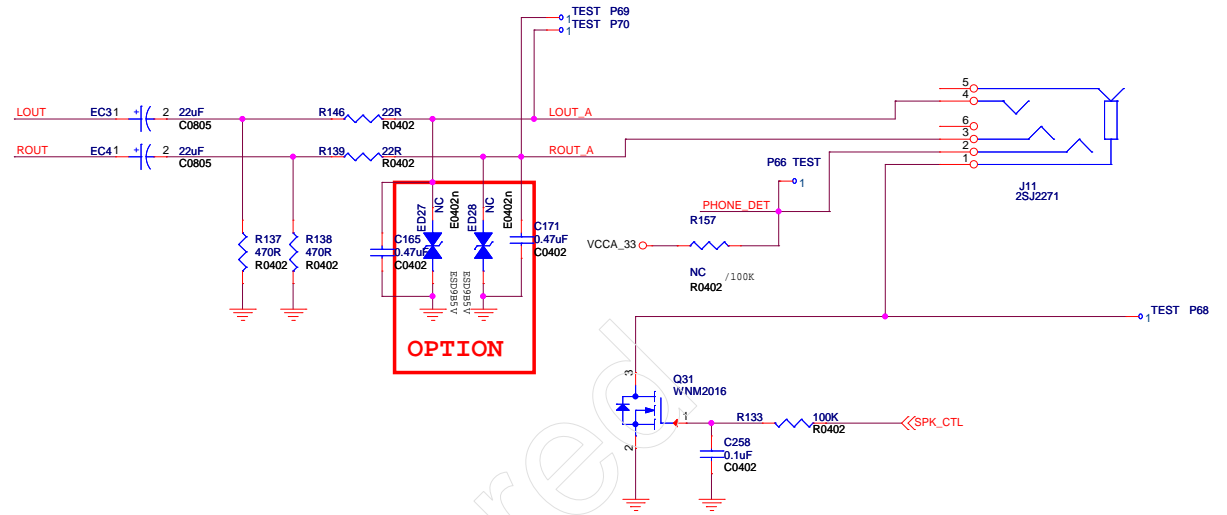 TEST P69
1
TEST P70
1
LOUT
EC3
1
2
22uF
C0805
R146
22R
R0402
LOUT_A
ROUT
EC4
1
2
22uF
C0805
R139
22R
R0402
ROUT_A
5
4
6
3
2
1
J11
2SJ2271
P66 TEST
1
PHONE_DET
R157
VCCA_33
NC
/100K
R0402
R137
470R
R0402
R138
470R
R0402
C165
0.47uF
C0402
ED27
NC
E0402n
ESD9B5V
ED28
NC
E0402n
ESD9B5V
C171
0.47uF
C0402
OPTION
TEST P68
1
3
Q31
WNM2016
1
2
R133
100K
R0402
SPK_CTL
C258
0.1uF
C0402